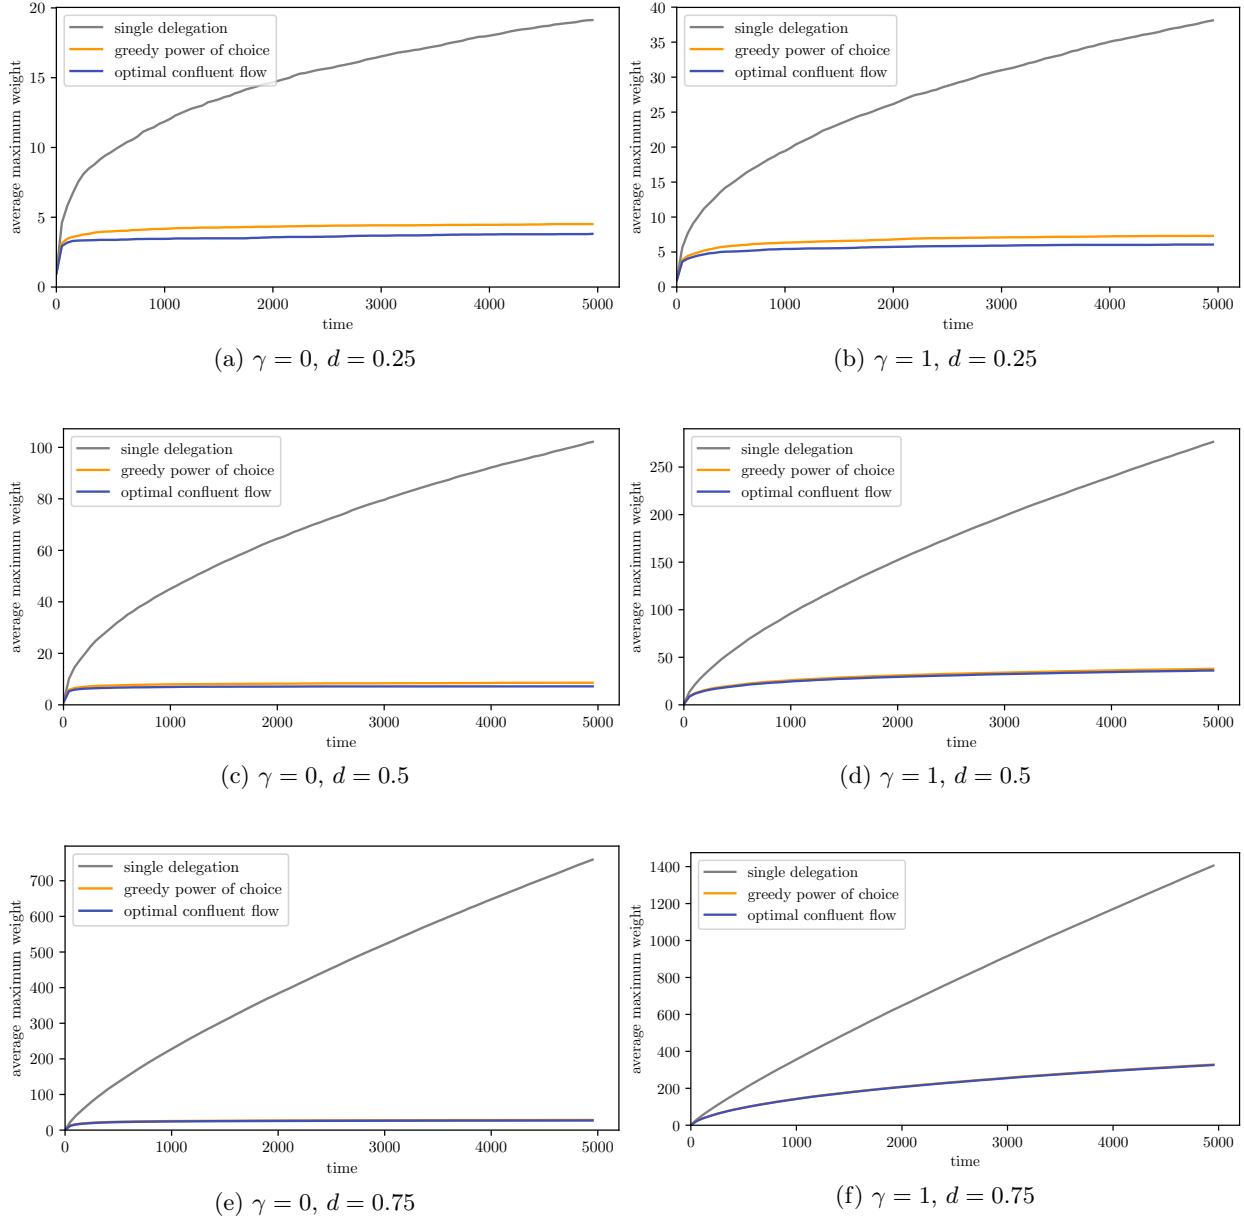 20
15
10
5
0
average maximum weight
single delegation
greedy power of choice
optimal confluent flow
0 1000 2000 3000 4000 5000
time
(a) γ = 0, d = 0.25
40
35
30
25
20
15
10
5
0
average maximum weight
single delegation
greedy power of choice
optimal confluent flow
0 1000 2000 3000 4000 5000
time
(b) γ = 1, d = 0.25
100
80
60
40
20
0
average maximum weight
single delegation
greedy power of choice
optimal confluent flow
0 1000 2000 3000 4000 5000
time
(c) γ = 0, d = 0.5
250
200
150
100
50
0
average maximum weight
single delegation
greedy power of choice
optimal confluent flow
0 1000 2000 3000 4000 5000
time
(d) γ = 1, d = 0.5
700
600
500
400
300
200
100
0
average maximum weight
single delegation
greedy power of choice
optimal confluent flow
0 1000 2000 3000 4000 5000
time
(e) γ = 0, d = 0.75
1400
1200
1000
800
600
400
200
0
average maximum weight
single delegation
greedy power of choice
optimal confluent flow
0 1000 2000 3000 4000 5000
time
(f) γ = 1, d = 0.75